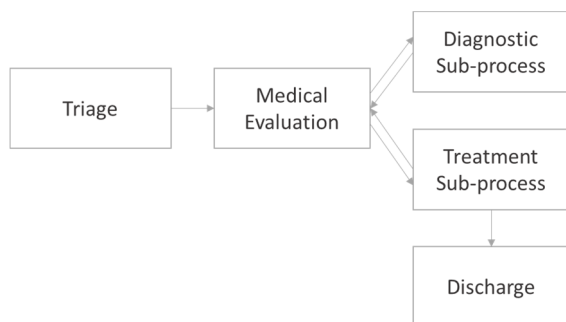 Triage
Medical
Evaluation
Diagnostic
Sub-process
Treatment
Sub-process
Discharge